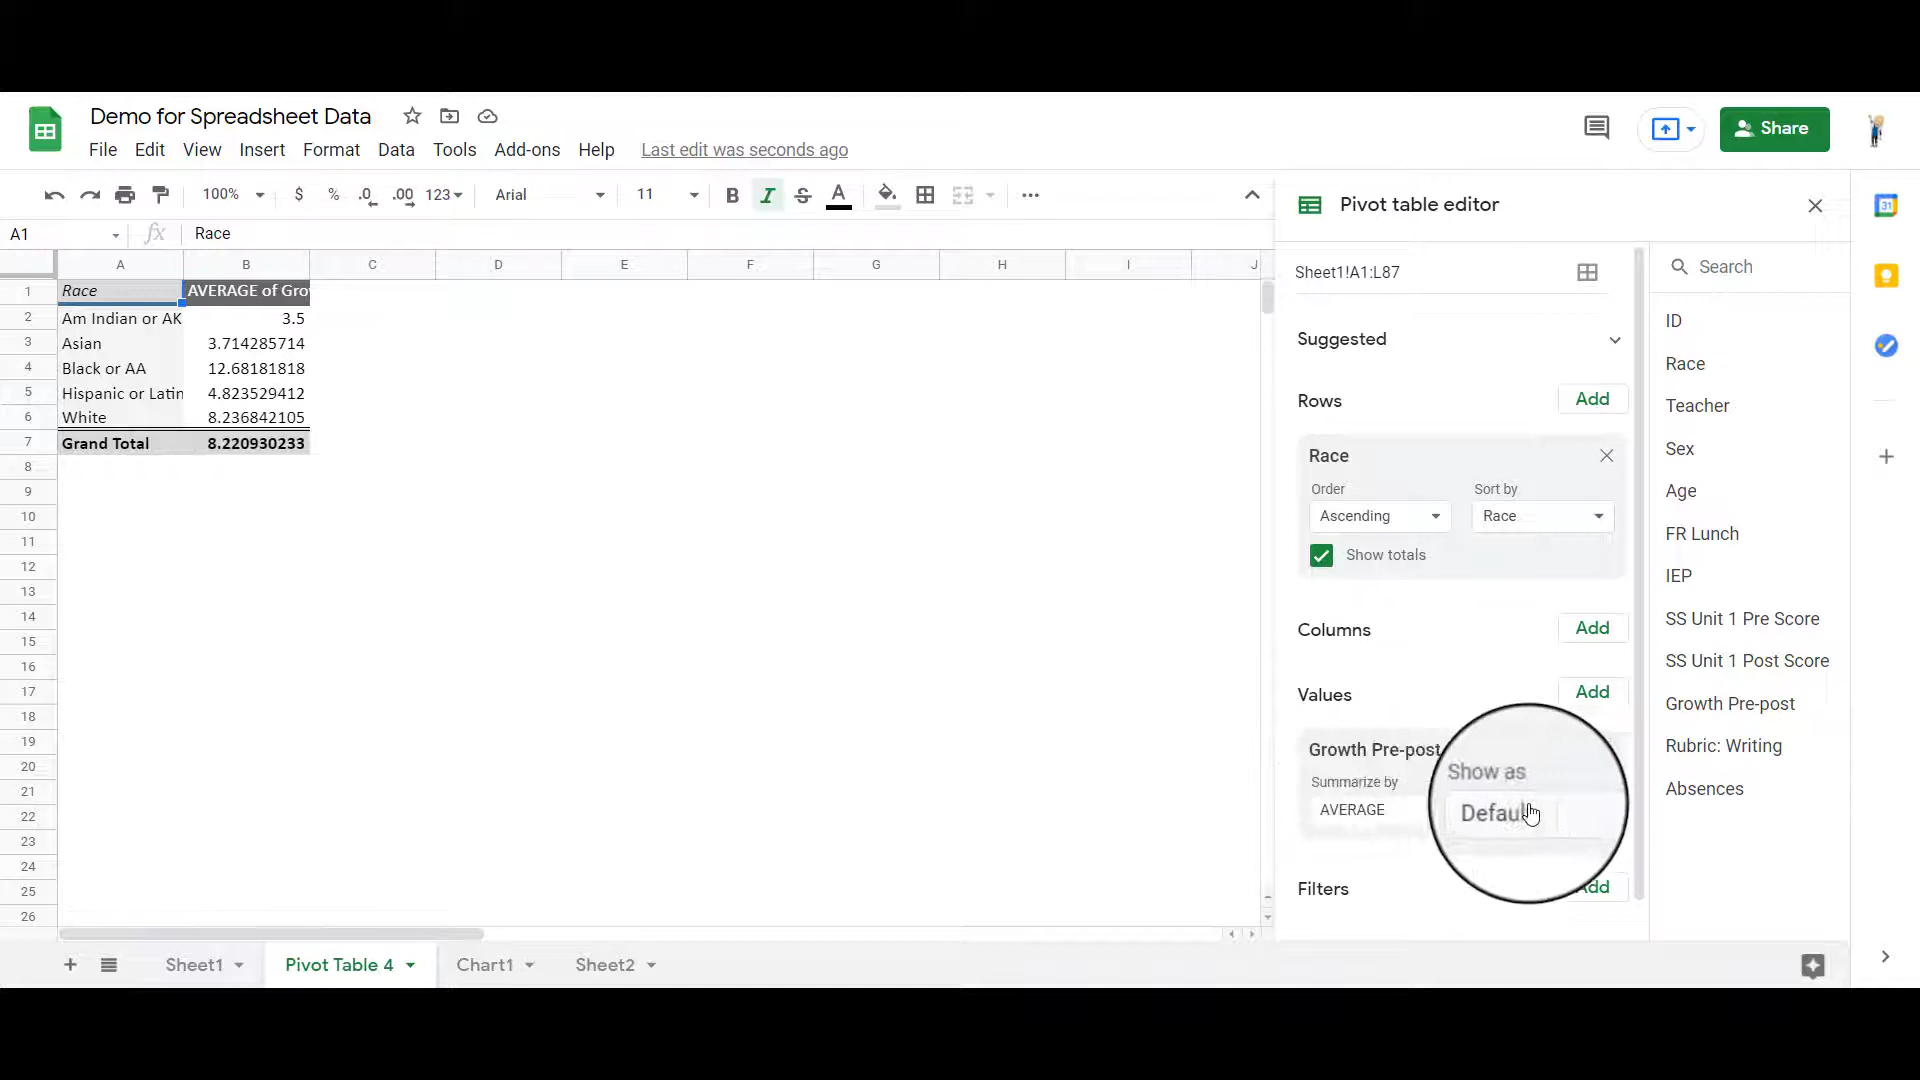 Demo for Spreadsheet Data
File Edit View Insert Format Data Tools Add-ons Help Last edit was seconds ago
Share
100% $ % .0 .00 123 Arial 11 B I S A
A1 fx Race
A B C D E F G H I J
1 Race AVERAGE of Gro
2 Am Indian or AK 3.5
3 Asian 3.714285714
4 Black or AA 12.68181818
5 Hispanic or Latin 4.823529412
6 White 8.236842105
7 Grand Total 8.220930233
8
9
10
11
12
13
14
15
16
17
18
19
20
21
22
23
24
25
26
Sheet1 Pivot Table 4 Chart1 Sheet2
Pivot table editor
Sheet1!A1:L87
Suggested
Rows Add
Race
Order Sort by
Ascending Race
Show totals
Columns Add
Values Add
Growth Pre-post
Summarize by Show as
AVERAGE Default
Filters Add
Search
ID
Race
Teacher
Sex
Age
FR Lunch
IEP
SS Unit 1 Pre Score
SS Unit 1 Post Score
Growth Pre-post
Rubric: Writing
Absences
31